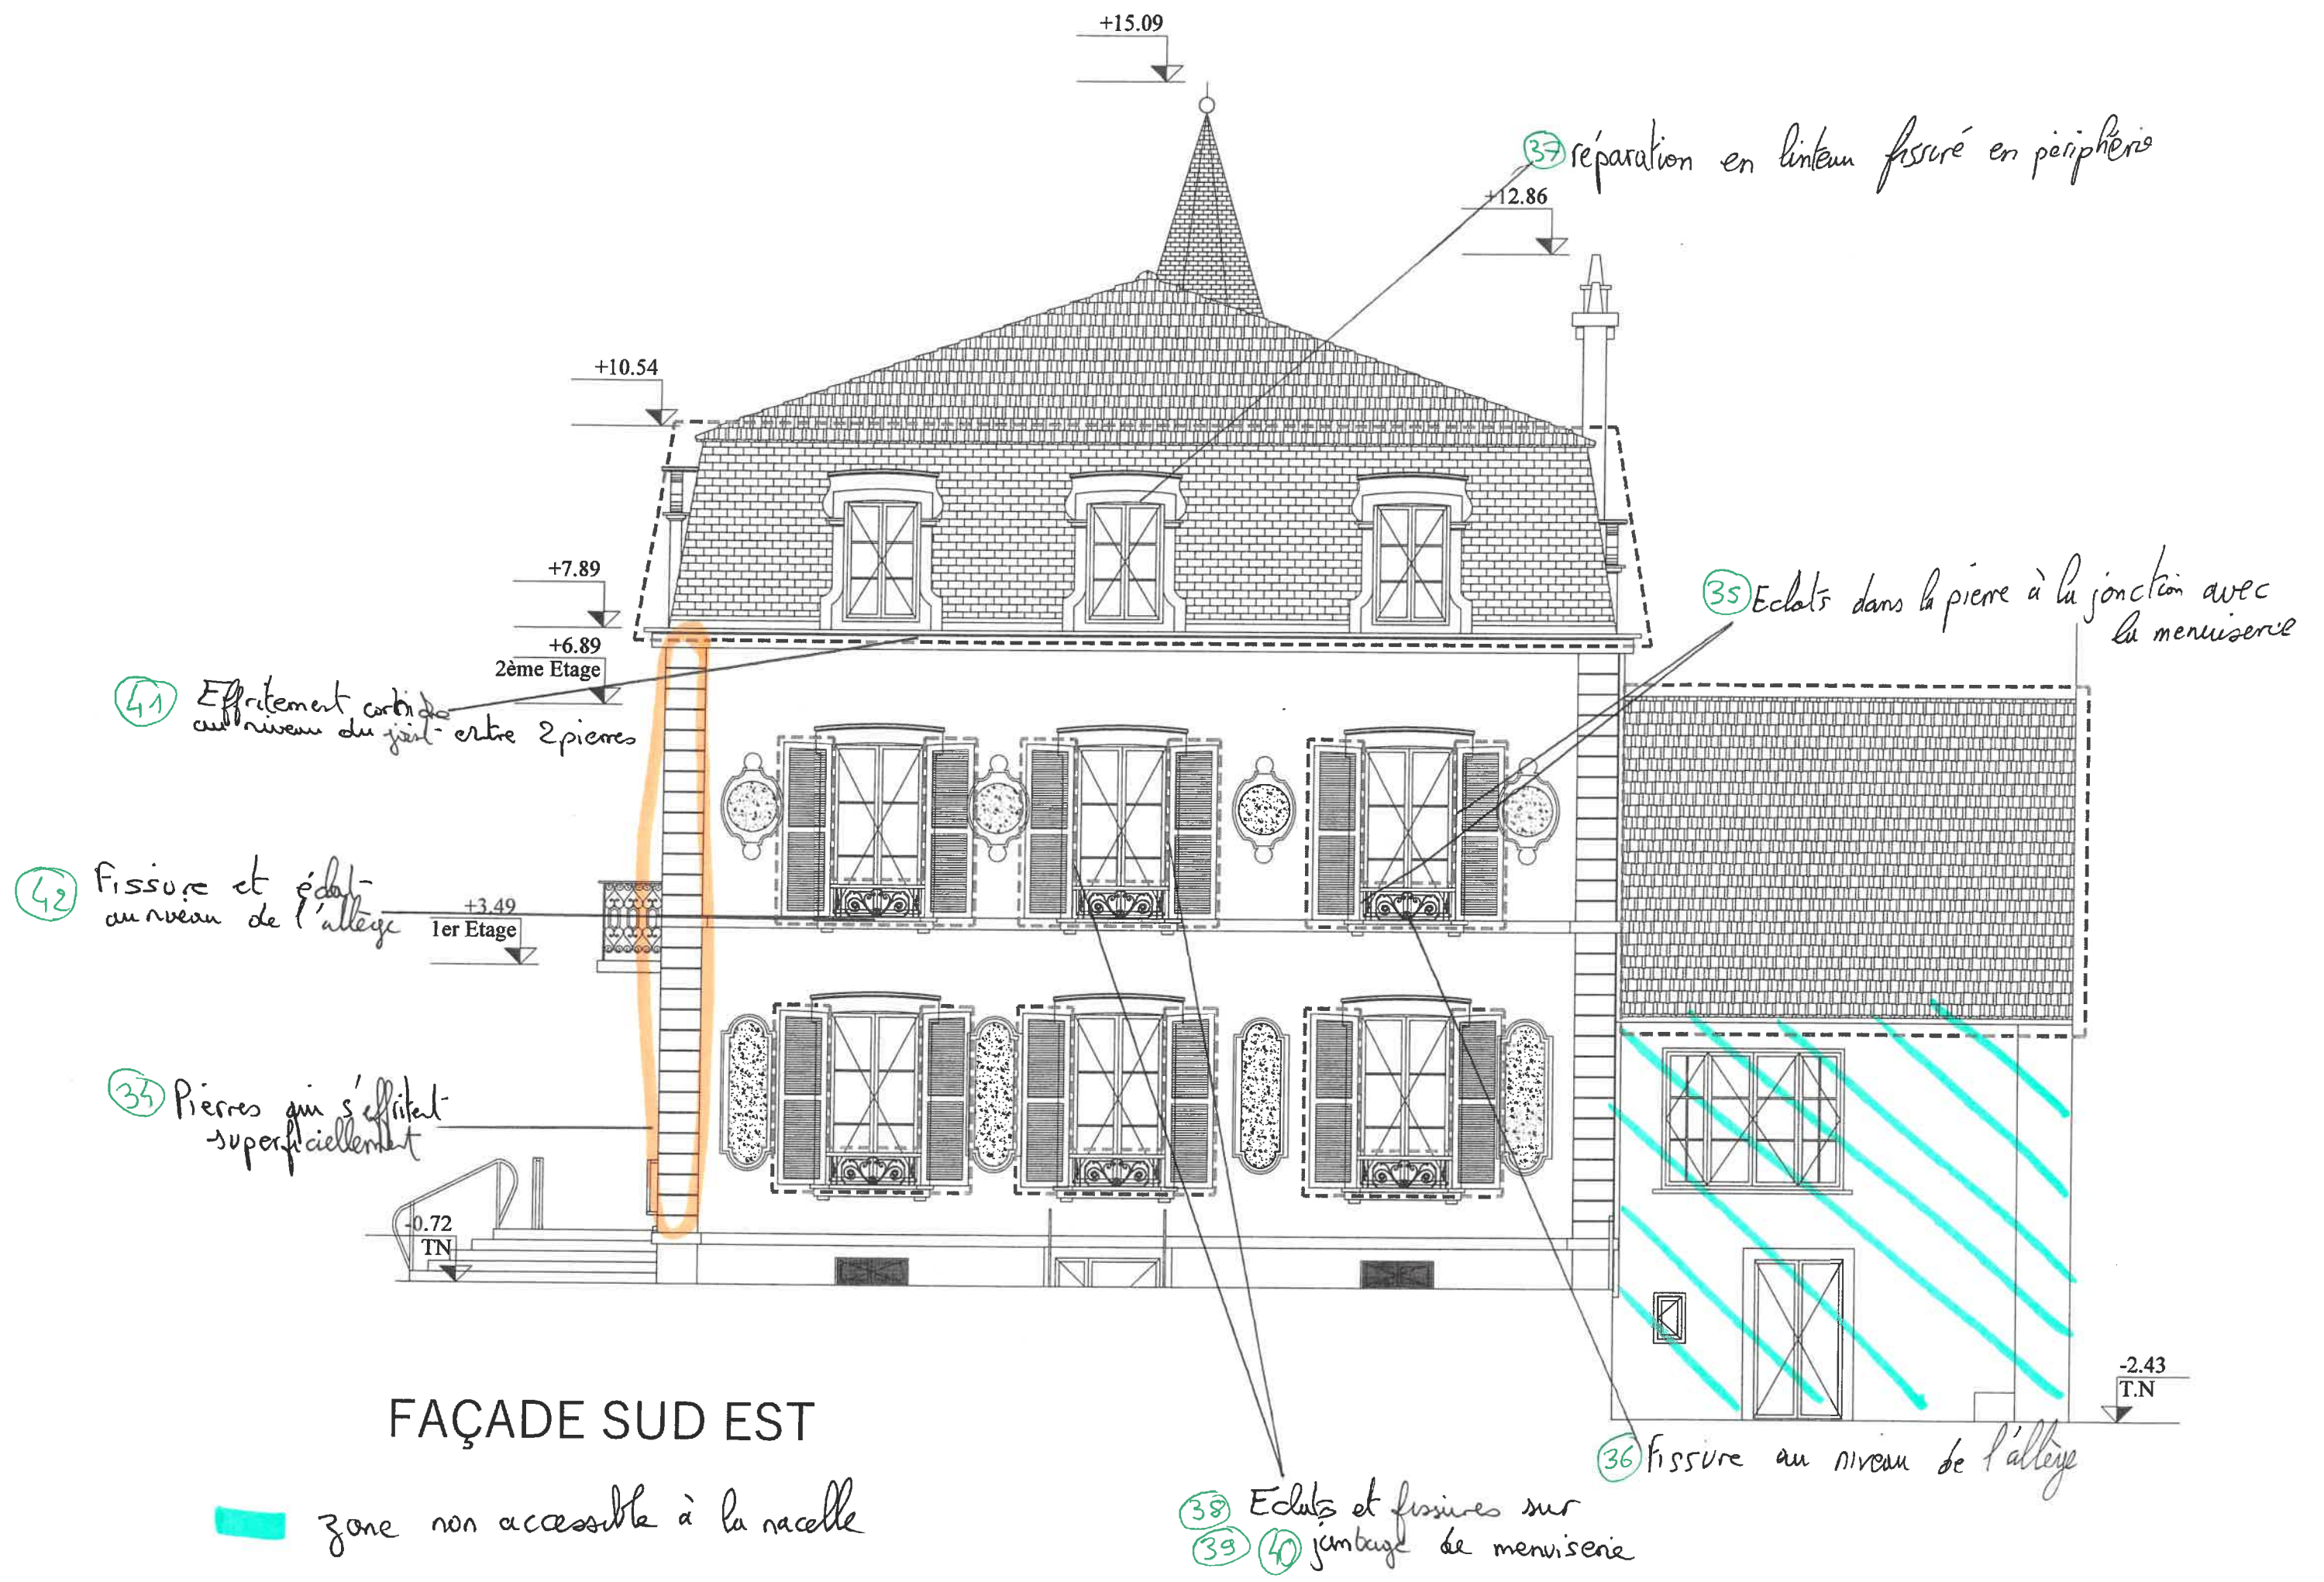 +15.09
37 réparation en linteau fissuré en périphérie
+12.86
+10.54
+7.89
35 Eclats dans la pierre à la jonction avec
la menuiserie
+6.89
2ème Etage
41 Effritement corniche
au niveau du joint entre 2 pierres
42 Fissure et éclat
au niveau de l'allège
+3.49
1er Etage
34 Pierres qui s'effritent
superficiellement
-0.72
TN
-2.43
T.N
FAÇADE SUD EST
36 Fissure au niveau de l'allège
zone non accessible à la nacelle
38 Eclats et fissures sur
39 40 jambage de menuiserie